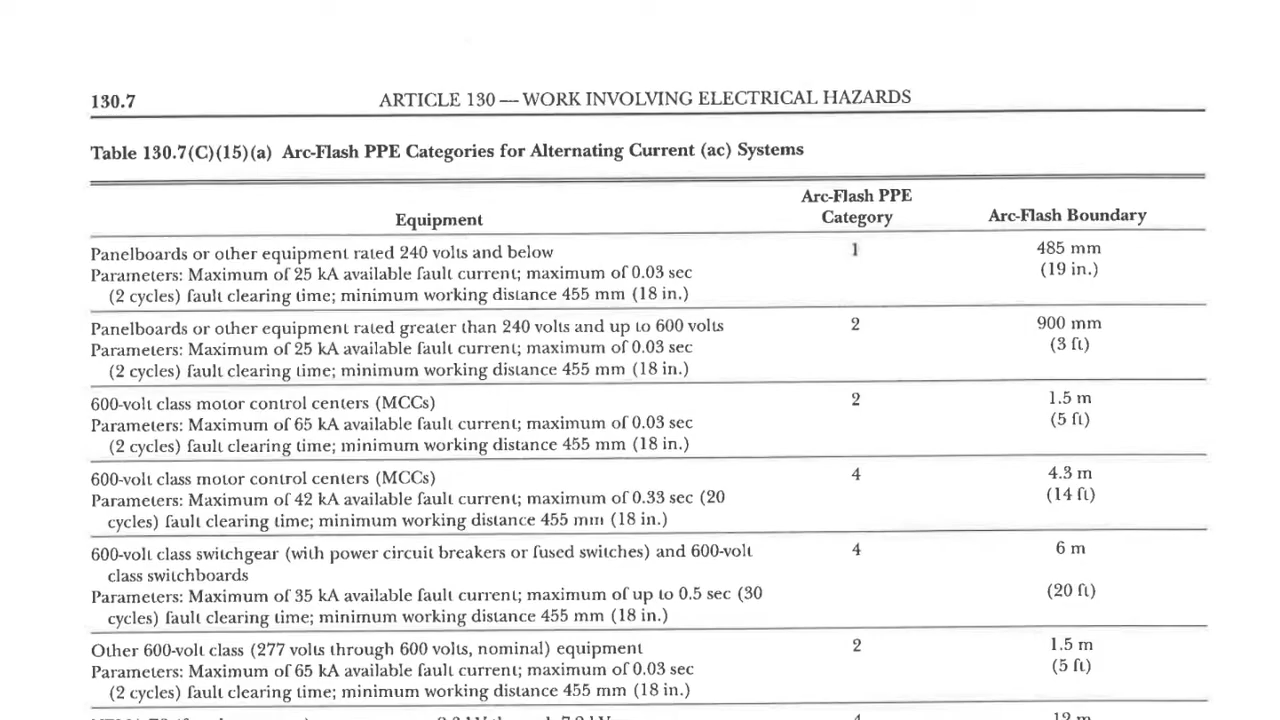 130.7 ARTICLE 130 — WORK INVOLVING ELECTRICAL HAZARDS
Table 130.7(C)(15)(a) Arc-Flash PPE Categories for Alternating Current (ac) Systems
Equipment Arc-Flash PPE Category Arc-Flash Boundary
Panelboards or other equipment rated 240 volts and below 1 485 mm
Parameters: Maximum of 25 kA available fault current; maximum of 0.03 sec (19 in.)
(2 cycles) fault clearing time; minimum working distance 455 mm (18 in.)
Panelboards or other equipment rated greater than 240 volts and up to 600 volts 2 900 mm
Parameters: Maximum of 25 kA available fault current; maximum of 0.03 sec (3 ft)
(2 cycles) fault clearing time; minimum working distance 455 mm (18 in.)
600-volt class motor control centers (MCCs) 2 1.5 m
Parameters: Maximum of 65 kA available fault current; maximum of 0.03 sec (5 ft)
(2 cycles) fault clearing time; minimum working distance 455 mm (18 in.)
600-volt class motor control centers (MCCs) 4 4.3 m
Parameters: Maximum of 42 kA available fault current; maximum of 0.33 sec (20 (14 ft)
cycles) fault clearing time; minimum working distance 455 mm (18 in.)
600-volt class switchgear (with power circuit breakers or fused switches) and 600-volt 4 6 m
class switchboards
Parameters: Maximum of 35 kA available fault current; maximum of up to 0.5 sec (30 (20 ft)
cycles) fault clearing time; minimum working distance 455 mm (18 in.)
Other 600-volt class (277 volts through 600 volts, nominal) equipment 2 1.5 m
Parameters: Maximum of 65 kA available fault current; maximum of 0.03 sec (5 ft)
(2 cycles) fault clearing time; minimum working distance 455 mm (18 in.)
4 12 m